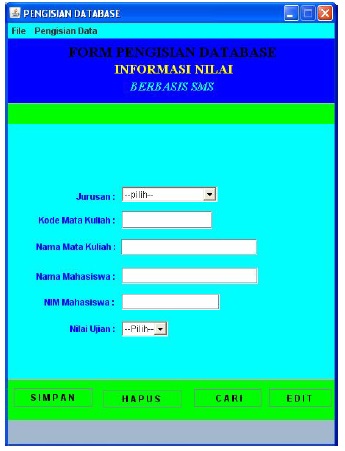 PENGISIAN DATABASE
File Pengisian Data
FORM PENGISIAN DATABASE
INFORMASI NILAI
BERBASIS SMS
Jurusan : --pilih--
Kode Mata Kuliah :
Nama Mata Kuliah :
Nama Mahasiswa :
NIM Mahasiswa :
Nilai Ujian : --Pilih--
SIMPAN HAPUS CARI EDIT